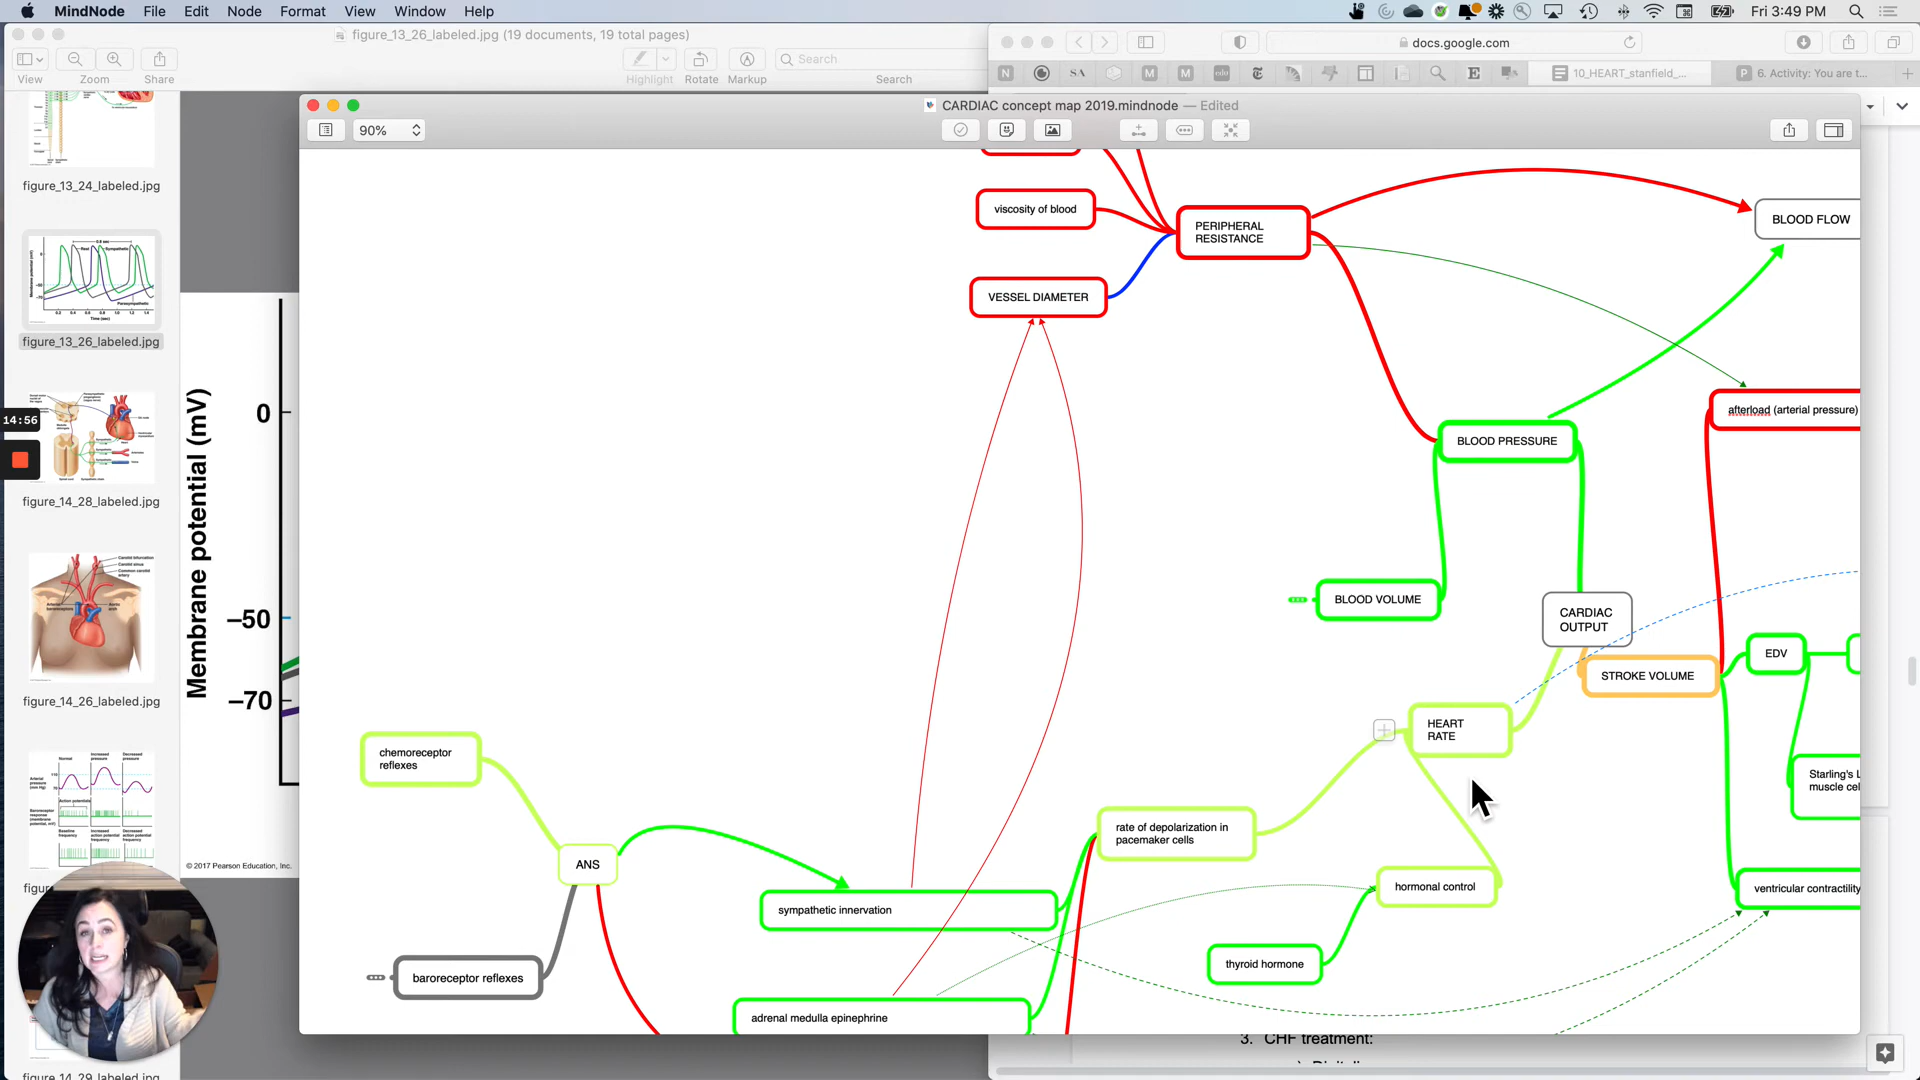 MindNode File Edit Node Format View Window Help
Fri 3:49 PM
figure_13_26_labeled.jpg (19 documents, 19 total pages)
View Zoom Share Highlight Rotate Markup Search
Search
docs.google.com
10_HEART_stanfield_...
6. Activity: You are t...
CARDIAC concept map 2019.mindnode — Edited
90%
figure_13_24_labeled.jpg
figure_13_26_labeled.jpg
figure_14_28_labeled.jpg
figure_14_26_labeled.jpg
figu
figure_14_29_labeled.jpg
14:56
Membrane potential (mV)
0
–50
–70
© 2017 Pearson Education, Inc.
viscosity of blood
PERIPHERAL
RESISTANCE
BLOOD FLOW
VESSEL DIAMETER
afterload (arterial pressure)
BLOOD PRESSURE
BLOOD VOLUME
CARDIAC
OUTPUT
EDV
STROKE VOLUME
HEART
RATE
chemoreceptor
reflexes
Starling's L
muscle cel
rate of depolarization in
pacemaker cells
ANS
hormonal control
ventricular contractility
sympathetic innervation
thyroid hormone
baroreceptor reflexes
adrenal medulla epinephrine
3. CHF treatment: